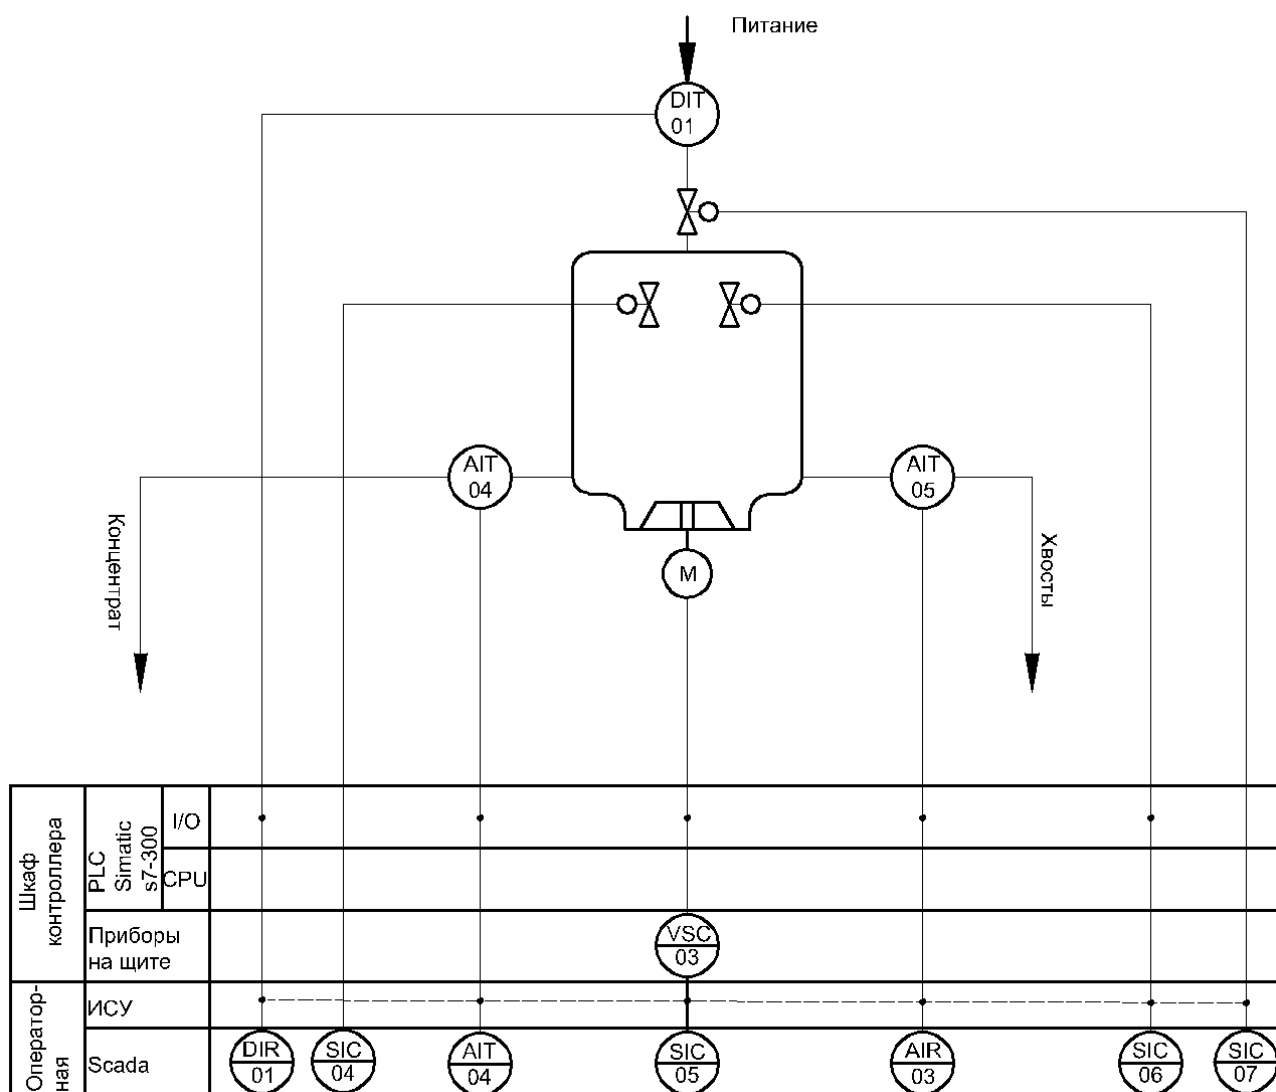 Питание
DIT
01
AIT
04
AIT
05
Концентрат
Хвосты
M
Шкаф
контроллера
PLC
Simatic
s7-300
I/O
CPU
Приборы
на щите
VSC
03
Оператор-
ная
ИСУ
Scada
DIR
01
SIC
04
AIT
04
SIC
05
AIR
03
SIC
06
SIC
07